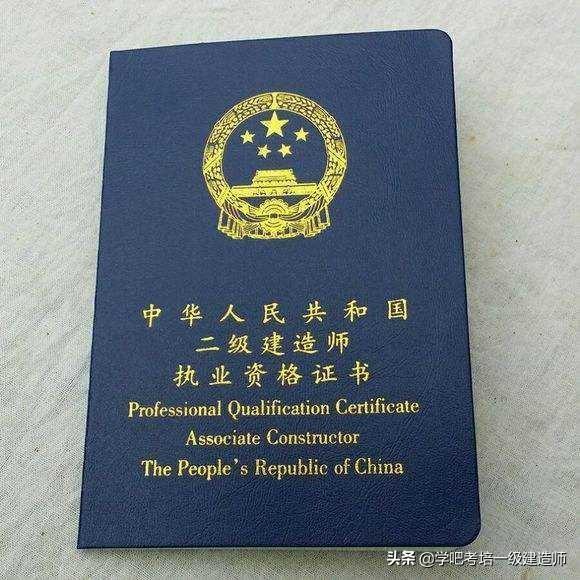 中华人民共和国
二级建造师
执业资格证书
Professional Qualification Certificate
Associate Constructor
The People's Republic of China
头条 @学吧考培一级建造师